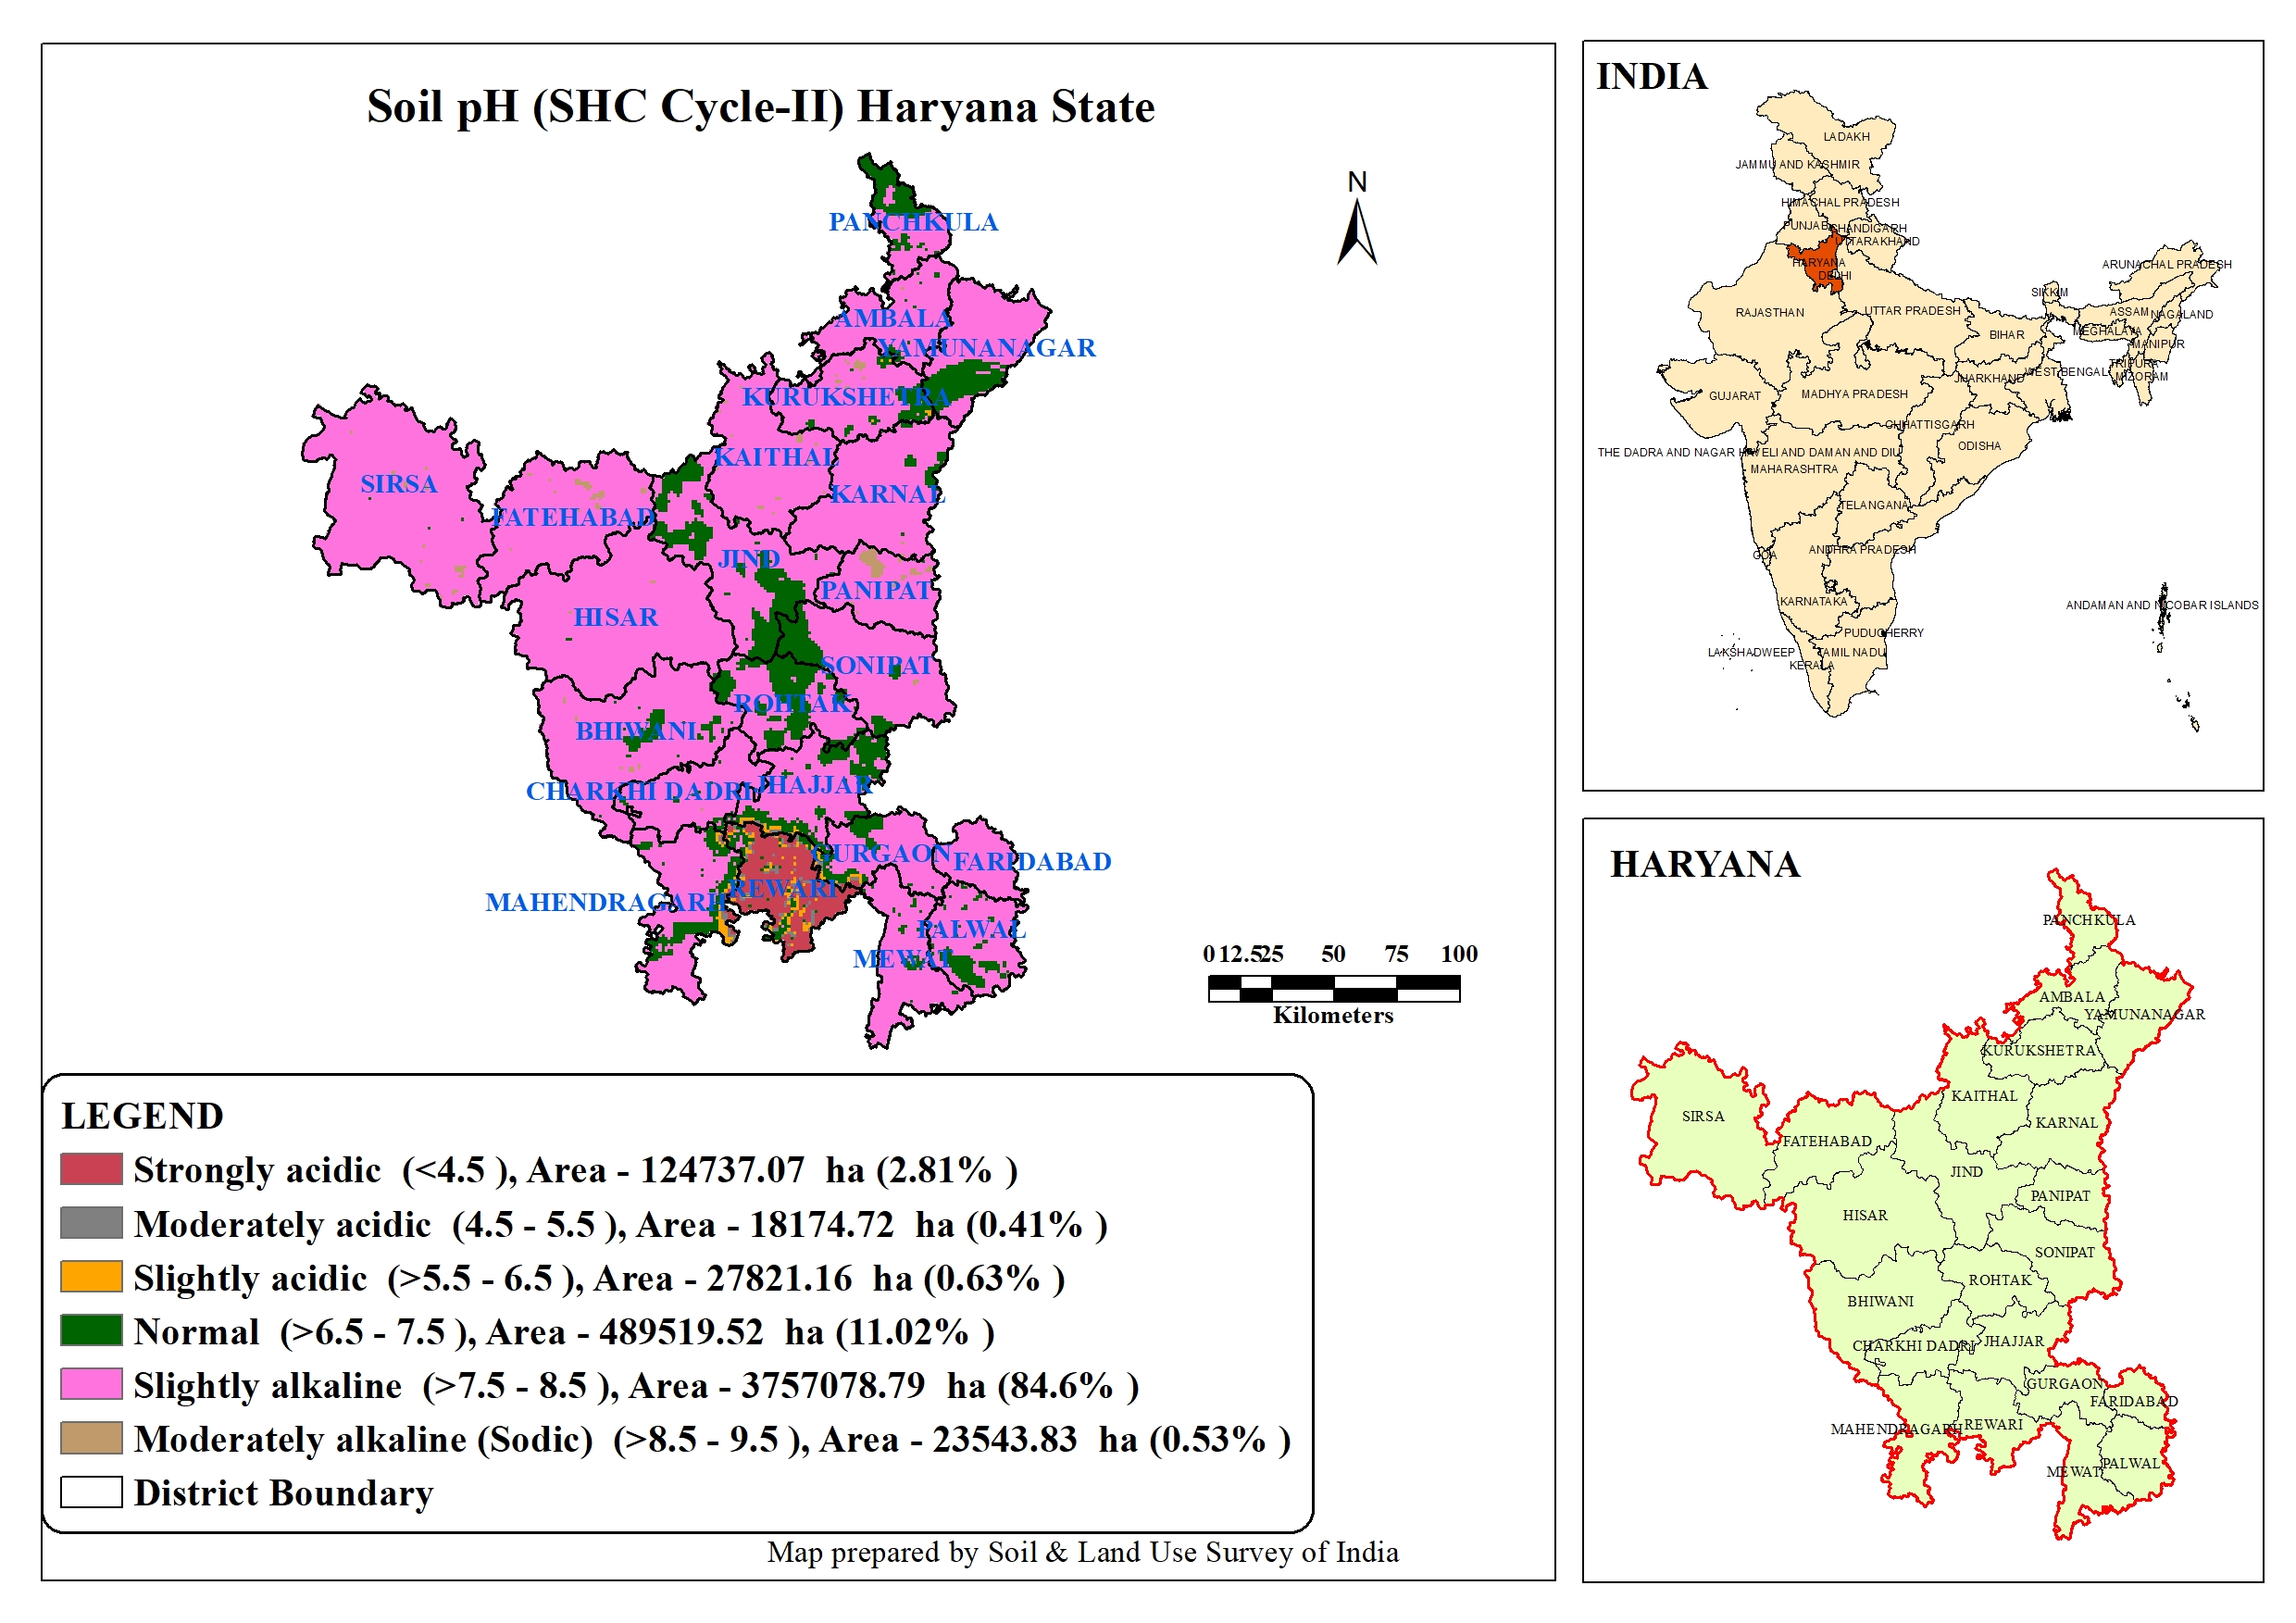 Soil pH (SHC Cycle-II) Haryana State
N
PANCHKULA
AMBALA
YAMUNANAGAR
KURUKSHETRA
KAITHAL
SIRSA
KARNAL
FATEHABAD
JIND
PANIPAT
HISAR
SONIPAT
ROHTAK
BHIWANI
JHAJJAR
CHARKHI DADRI
GURGAON
FARIDABAD
REWARI
MAHENDRAGARH
PALWAL
MEWAT
0 12.5 25 50 75 100
Kilometers
LEGEND
Strongly acidic (<4.5 ), Area - 124737.07 ha (2.81% )
Moderately acidic (4.5 - 5.5 ), Area - 18174.72 ha (0.41% )
Slightly acidic (>5.5 - 6.5 ), Area - 27821.16 ha (0.63% )
Normal (>6.5 - 7.5 ), Area - 489519.52 ha (11.02% )
Slightly alkaline (>7.5 - 8.5 ), Area - 3757078.79 ha (84.6% )
Moderately alkaline (Sodic) (>8.5 - 9.5 ), Area - 23543.83 ha (0.53% )
District Boundary
Map prepared by Soil & Land Use Survey of India
INDIA
LADAKH
JAMMU AND KASHMIR
HIMACHAL PRADESH
PUNJAB
CHANDIGARH
UTTARAKHAND
HARYANA
DELHI
ARUNACHAL PRADESH
SIKKIM
RAJASTHAN
UTTAR PRADESH
ASSAM
NAGALAND
BIHAR
MEGHALAYA
MANIPUR
TRIPURA
WEST BENGAL
MIZORAM
JHARKHAND
GUJARAT
MADHYA PRADESH
CHHATTISGARH
ODISHA
THE DADRA AND NAGAR HAVELI AND DAMAN AND DIU
MAHARASHTRA
TELANGANA
GOA
ANDHRA PRADESH
KARNATAKA
ANDAMAN AND NICOBAR ISLANDS
PUDUCHERRY
LAKSHADWEEP
TAMIL NADU
KERALA
HARYANA
PANCHKULA
AMBALA
YAMUNANAGAR
KURUKSHETRA
KAITHAL
SIRSA
KARNAL
FATEHABAD
JIND
PANIPAT
HISAR
SONIPAT
ROHTAK
BHIWANI
JHAJJAR
CHARKHI DADRI
GURGAON
FARIDABAD
REWARI
MAHENDRAGARH
PALWAL
MEWAT